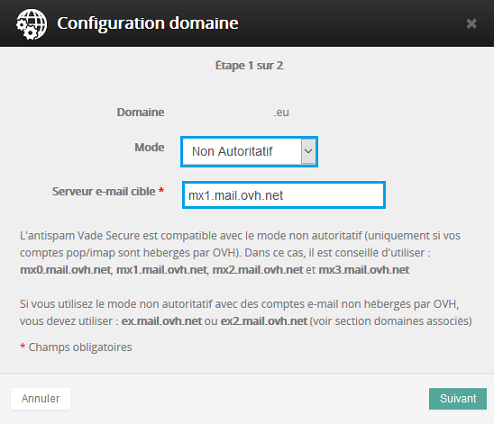 Configuration domaine
Étape 1 sur 2
Domaine .eu
Mode Non Autoritatif
Serveur e-mail cible * mx1.mail.ovh.net
L'antispam Vade Secure est compatible avec le mode non autoritatif (uniquement si vos
comptes pop/imap sont hébergés par OVH). Dans ce cas, il est conseillé d'utiliser :
mx0.mail.ovh.net, mx1.mail.ovh.net, mx2.mail.ovh.net et mx3.mail.ovh.net
Si vous utilisez le mode non autoritatif avec des comptes e-mail non hébergés par OVH,
vous devez utiliser : ex.mail.ovh.net ou ex2.mail.ovh.net (voir section domaines associés)
* Champs obligatoires
Annuler Suivant